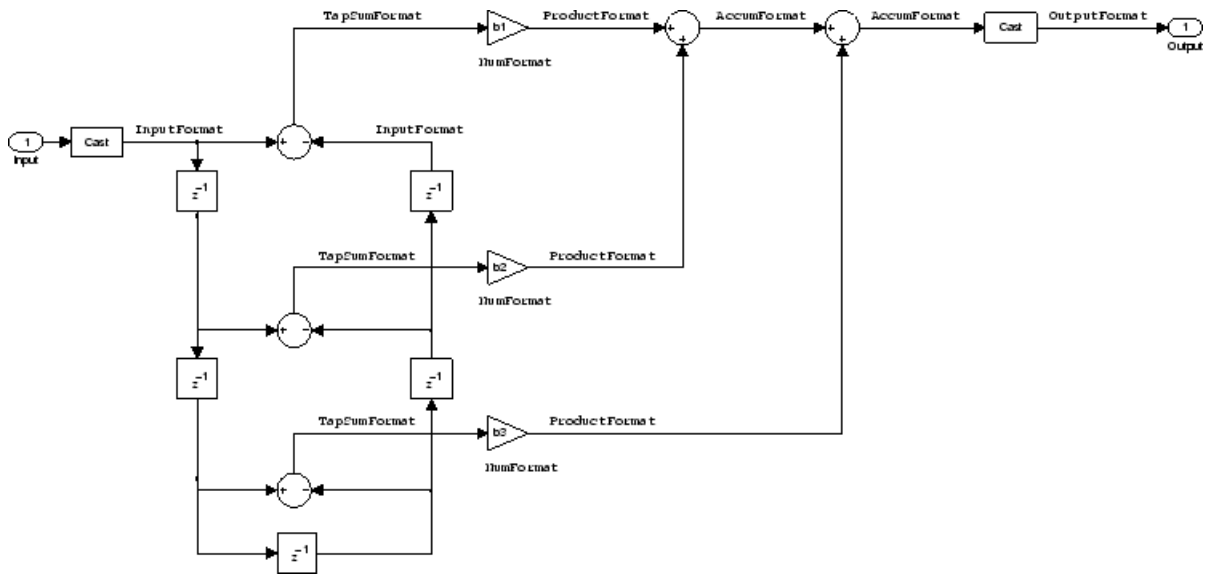 TapSumFormat
b1
ProductFormat
AccumFormat
AccumFormat
OutputFormat
Cast
1
Output
NumFormat
1
Input
Cast
InputFormat
+
−
InputFormat
+
+
+
+
z⁻¹
z⁻¹
TapSumFormat
b2
ProductFormat
NumFormat
+
−
z⁻¹
z⁻¹
TapSumFormat
b3
ProductFormat
NumFormat
+
−
z⁻¹